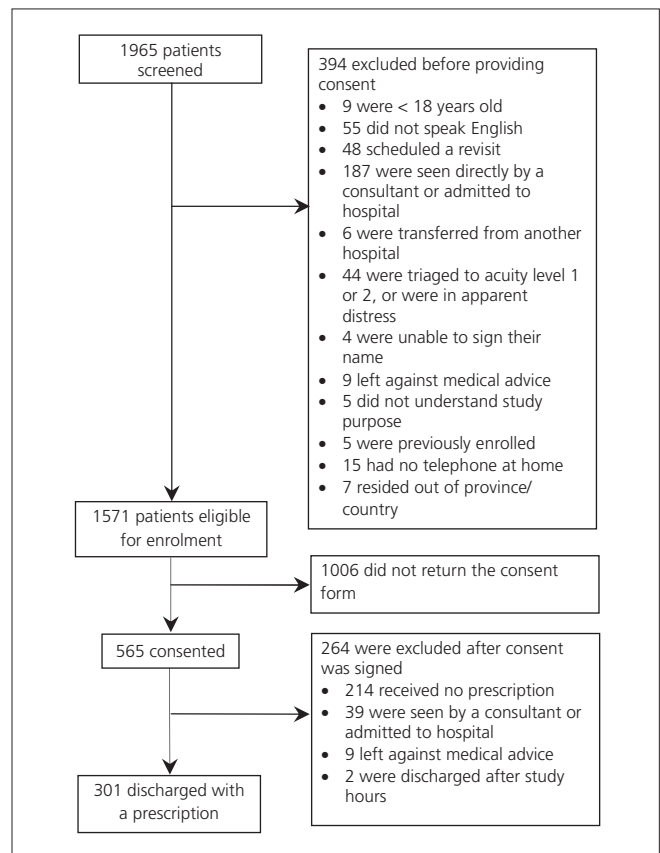 1965 patients
screened
394 excluded before providing
consent
• 9 were < 18 years old
• 55 did not speak English
• 48 scheduled a revisit
• 187 were seen directly by a
consultant or admitted to
hospital
• 6 were transferred from another
hospital
• 44 were triaged to acuity level 1
or 2, or were in apparent
distress
• 4 were unable to sign their
name
• 9 left against medical advice
• 5 did not understand study
purpose
• 5 were previously enrolled
• 15 had no telephone at home
• 7 resided out of province/
country
1571 patients eligible
for enrolment
1006 did not return the consent
form
565 consented
264 were excluded after consent
was signed
• 214 received no prescription
• 39 were seen by a consultant or
admitted to hospital
• 9 left against medical advice
• 2 were discharged after study
hours
301 discharged with
a prescription